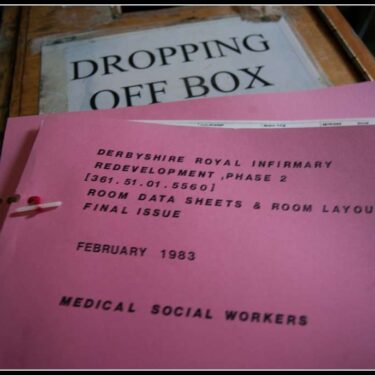 DROPPING
OFF BOX
DERBYSHIRE ROYAL INFIRMARY
REDEVELOPMENT ,PHASE 2
[361.51.01.5560]
ROOM DATA SHEETS & ROOM LAYOU
FINAL ISSUE
FEBRUARY 1983
MEDICAL SOCIAL WORKERS